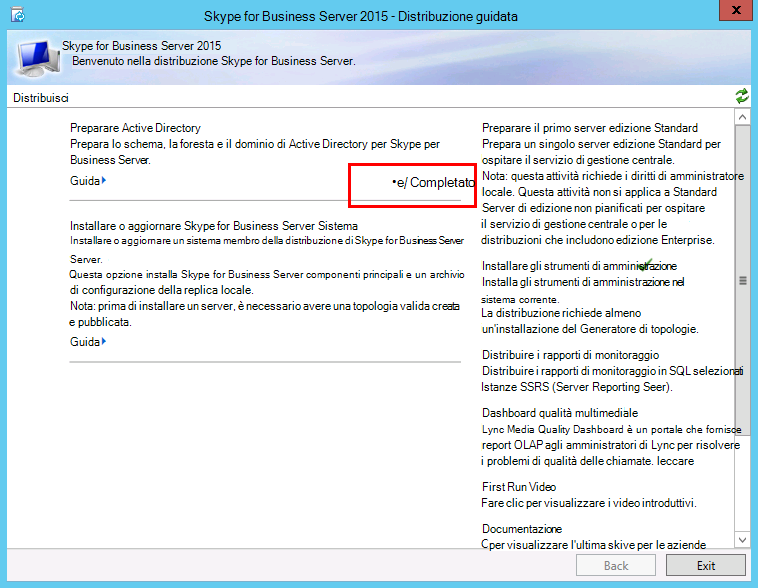 Skype for Business Server 2015 - Distribuzione guidata
x
Skype for Business Server 2015
Benvenuto nella distribuzione Skype for Business Server.
Distribuisci
Preparare Active Directory
Prepara lo schema, la foresta e il dominio di Active Directory per Skype per
Business Server.
Guida
•e/ Completato
Installare o aggiornare Skype for Business Server Sistema
Installare o aggiornare un sistema membro della distribuzione di Skype for Business Server
Server.
Questa opzione installa Skype for Business Server componenti principali e un archivio
di configurazione della replica locale.
Nota: prima di installare un server, è necessario avere una topologia valida creata
e pubblicata.
Guida
Preparare il primo server edizione Standard
Prepara un singolo server edizione Standard per
ospitare il servizio di gestione centrale.
Nota: questa attività richiede i diritti di amministratore
locale. Questa attività non si applica a Standard
Server di edizione non pianificati per ospitare
il servizio di gestione centrale o per le
distribuzioni che includono edizione Enterprise.
Installare gli strumenti di amministrazione
Installa gli strumenti di amministrazione nel
sistema corrente.
La distribuzione richiede almeno
un'installazione del Generatore di topologie.
Distribuire i rapporti di monitoraggio
Distribuire i rapporti di monitoraggio in SQL selezionati
Istanze SSRS (Server Reporting Seer).
Dashboard qualità multimediale
Lync Media Quality Dashboard è un portale che fornisce
report OLAP agli amministratori di Lync per risolvere
i problemi di qualità delle chiamate. leccare
First Run Video
Fare clic per visualizzare i video introduttivi.
Documentazione
Cper visualizzare l'ultima skive per le aziende
Back
Exit